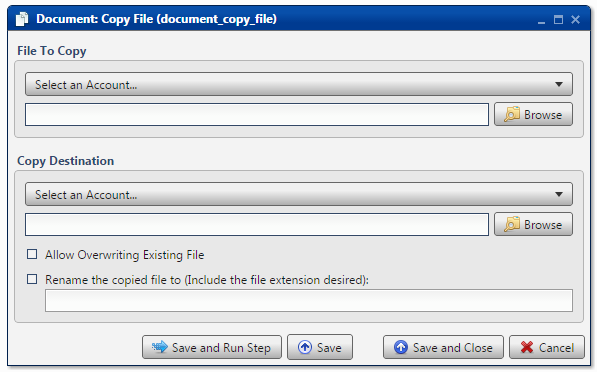 Document: Copy File (document_copy_file)
File To Copy
Select an Account...
Browse
Copy Destination
Select an Account...
Browse
Allow Overwriting Existing File
Rename the copied file to (Include the file extension desired):
Save and Run Step Save Save and Close Cancel